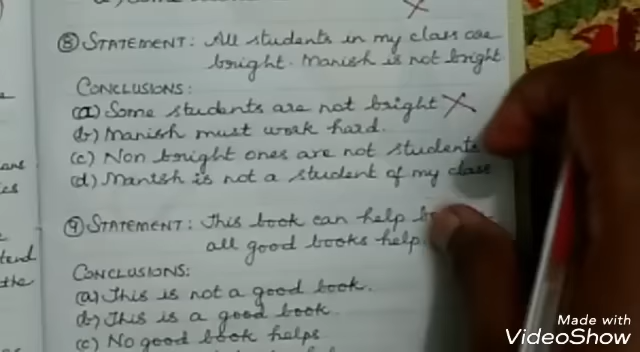 ⑧ STATEMENT: All students in my class are
bright. Manish is not bright
CONCLUSIONS:
(a) Some students are not bright X
(b) Manish must work hard.
(c) Non bright ones are not students
(d) Manish is not a student of my class
⑨ STATEMENT: This book can help
all good books help.
CONCLUSIONS:
(a) This is not a good book.
(b) This is a good book.
(c) No good book helps
tend
the
Made with
VideoShow